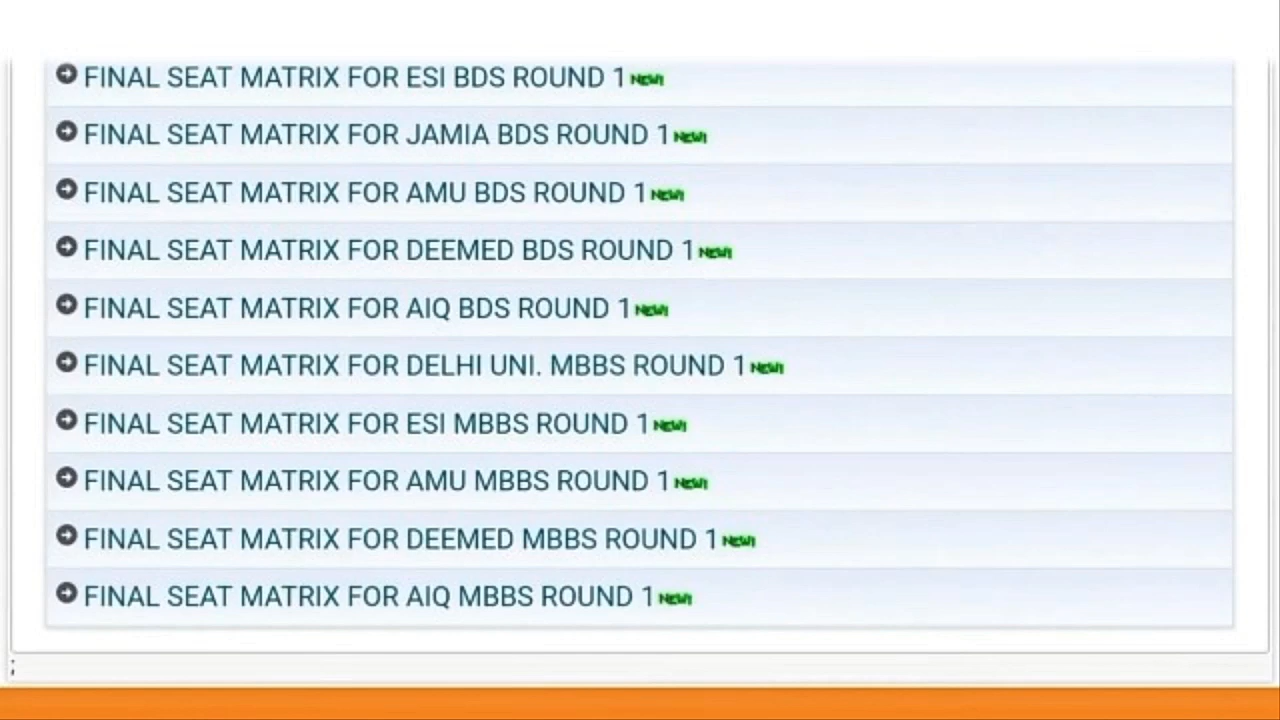 FINAL SEAT MATRIX FOR ESI BDS ROUND 1 NEW!
FINAL SEAT MATRIX FOR JAMIA BDS ROUND 1 NEW!
FINAL SEAT MATRIX FOR AMU BDS ROUND 1 NEW!
FINAL SEAT MATRIX FOR DEEMED BDS ROUND 1 NEW!
FINAL SEAT MATRIX FOR AIQ BDS ROUND 1 NEW!
FINAL SEAT MATRIX FOR DELHI UNI. MBBS ROUND 1 NEW!
FINAL SEAT MATRIX FOR ESI MBBS ROUND 1 NEW!
FINAL SEAT MATRIX FOR AMU MBBS ROUND 1 NEW!
FINAL SEAT MATRIX FOR DEEMED MBBS ROUND 1 NEW!
FINAL SEAT MATRIX FOR AIQ MBBS ROUND 1 NEW!
;